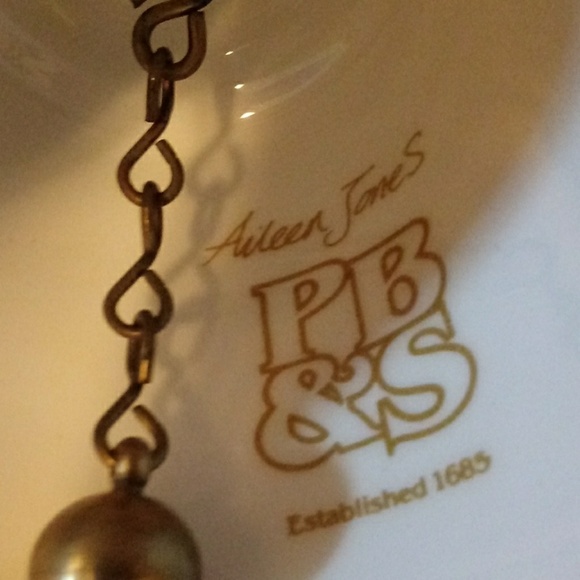 Aileen Jones
PB
&S
Established 1685